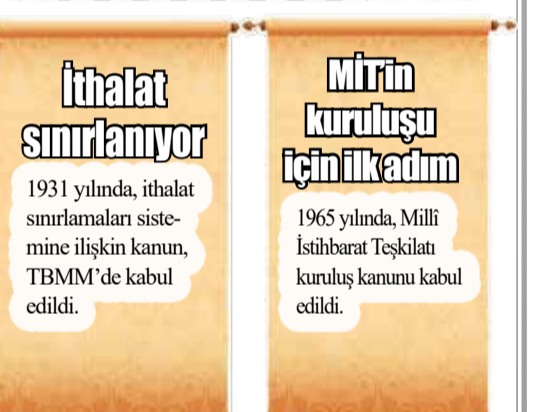 İthalat
sınırlanıyor
1931 yılında, ithalat
sınırlamaları siste-
mine ilişkin kanun,
TBMM’de kabul
edildi.
MİT'in
kuruluşu
için ilk adım
1965 yılında, Millî
İstihbarat Teşkilatı
kuruluş kanunu kabul
edildi.